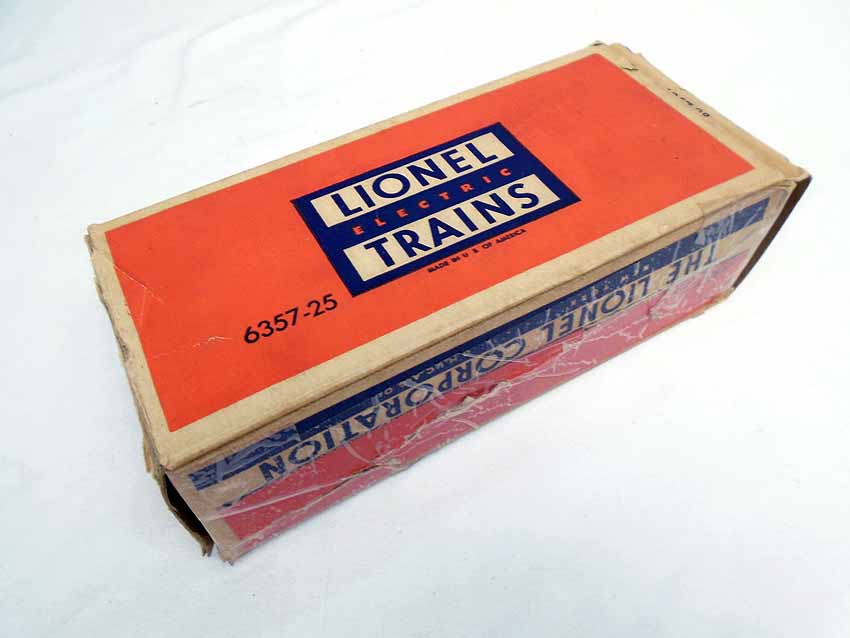 LIONEL
ELECTRIC
TRAINS
MADE IN U S OF AMERICA
6357-25
THE LIONEL CORPORATION